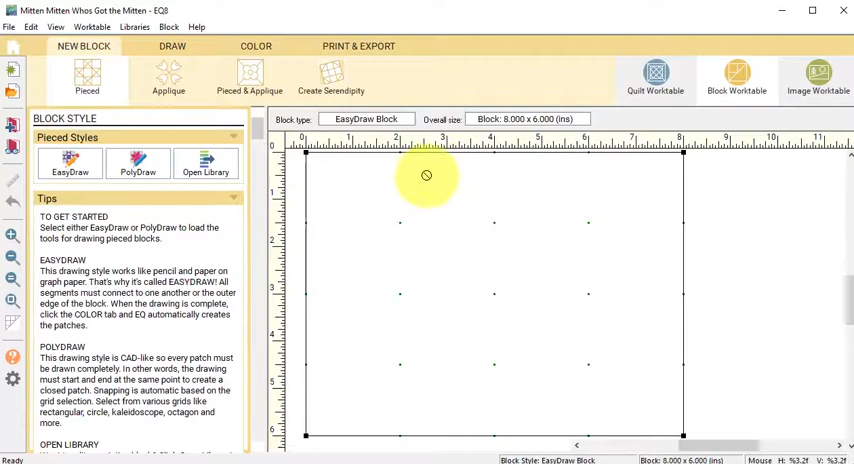 Mitten Mitten Whos Got the Mitten - EQ8
File Edit View Worktable Libraries Block Help
NEW BLOCK DRAW COLOR PRINT & EXPORT
Pieced Applique Pieced & Applique Create Serendipity Quilt Worktable Block Worktable Image Worktable
BLOCK STYLE
Pieced Styles
EasyDraw PolyDraw Open Library
Tips
TO GET STARTED
Select either EasyDraw or PolyDraw to load the
tools for drawing pieced blocks.
EASYDRAW
This drawing style works like pencil and paper on
graph paper. That's why it's called EASYDRAW! All
segments must connect to one another or the outer
edge of the block. When the drawing is complete,
click the COLOR tab and EQ automatically creates
the patches.
POLYDRAW
This drawing style is CAD-like so every patch must
be drawn completely. In other words, the drawing
must start and end at the same point to create a
closed patch. Snapping is automatic based on the
grid selection. Select from various grids like
rectangular, circle, kaleidoscope, octagon and
more.
OPEN LIBRARY
Block type: EasyDraw Block Overall size: Block: 8.000 x 6.000 (ins)
0 1 2 3 4 5 6 7 8 9 10 11
0
1
2
3
4
5
6
Ready Block Style: EasyDraw Block Block: 8.000 x 6.000 (ins) Mouse H: %3.2f V: %3.2f